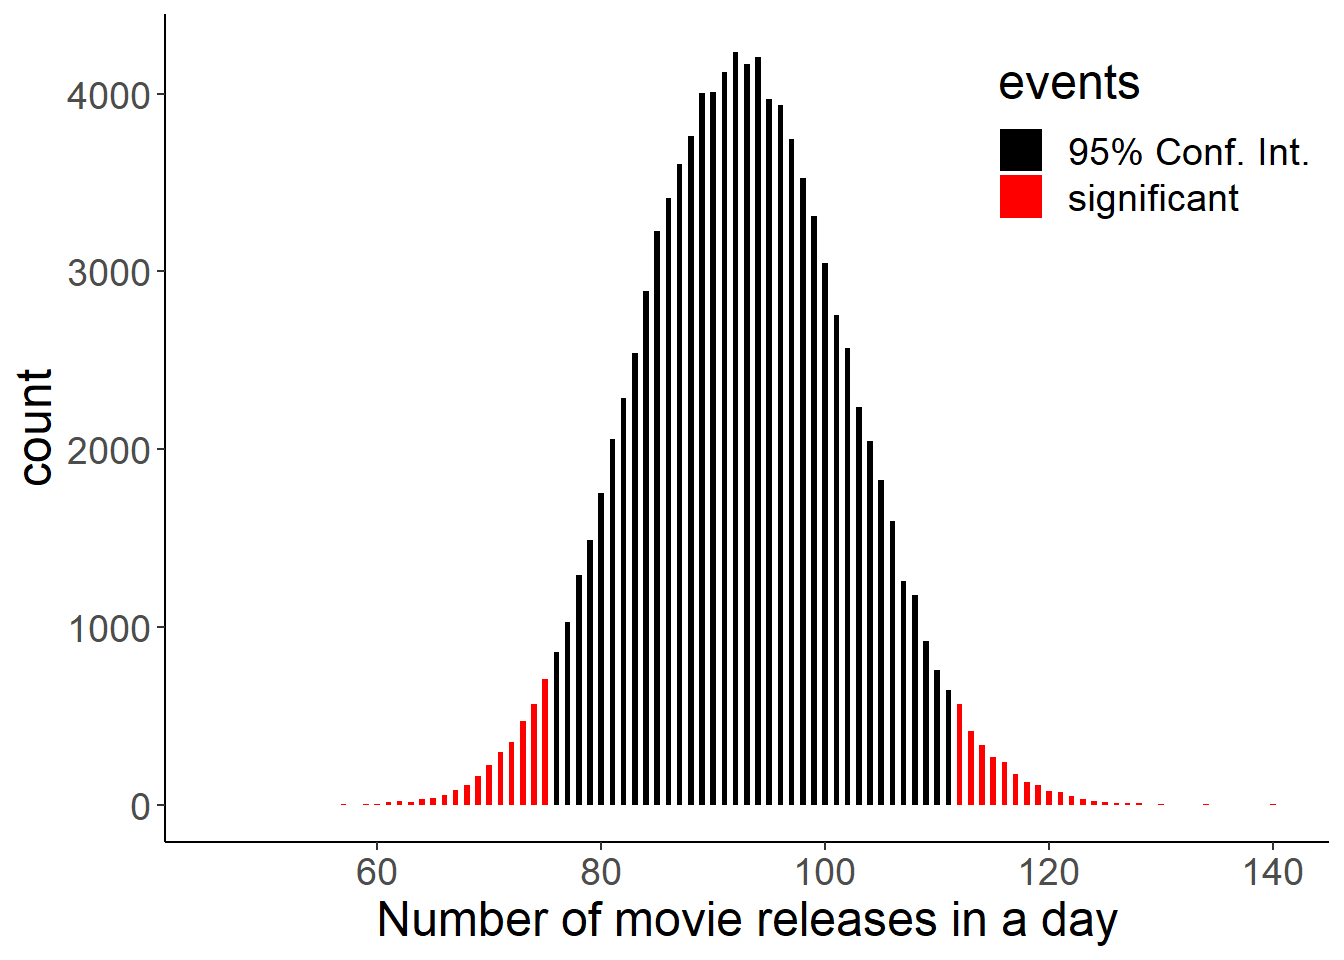 events
95% Conf. Int.
significant
count
4000
3000
2000
1000
0
60 80 100 120 140
Number of movie releases in a day